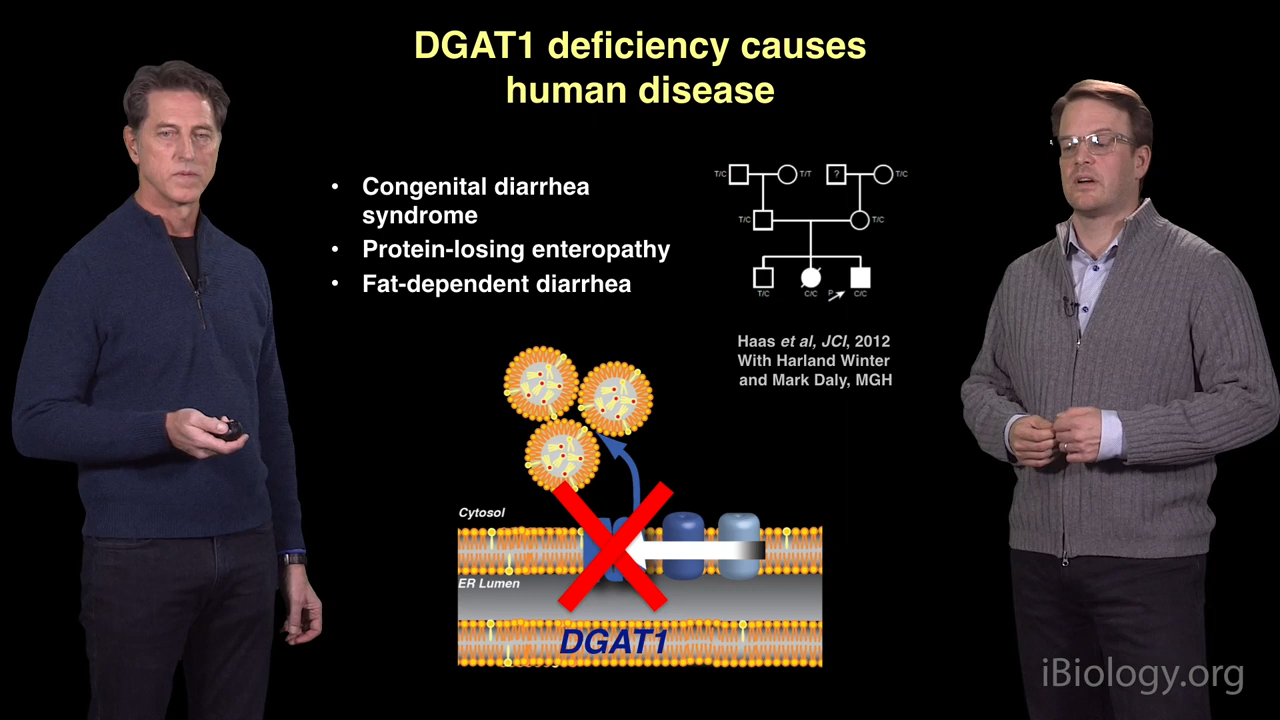 DGAT1 deficiency causes
human disease
• Congenital diarrhea
syndrome
• Protein-losing enteropathy
• Fat-dependent diarrhea
T/C
T/T
?
T/C
T/C
T/C
T/C
C/C
P
C/C
Haas et al, JCI, 2012
With Harland Winter
and Mark Daly, MGH
Cytosol
ER Lumen
DGAT1
iBiology.org